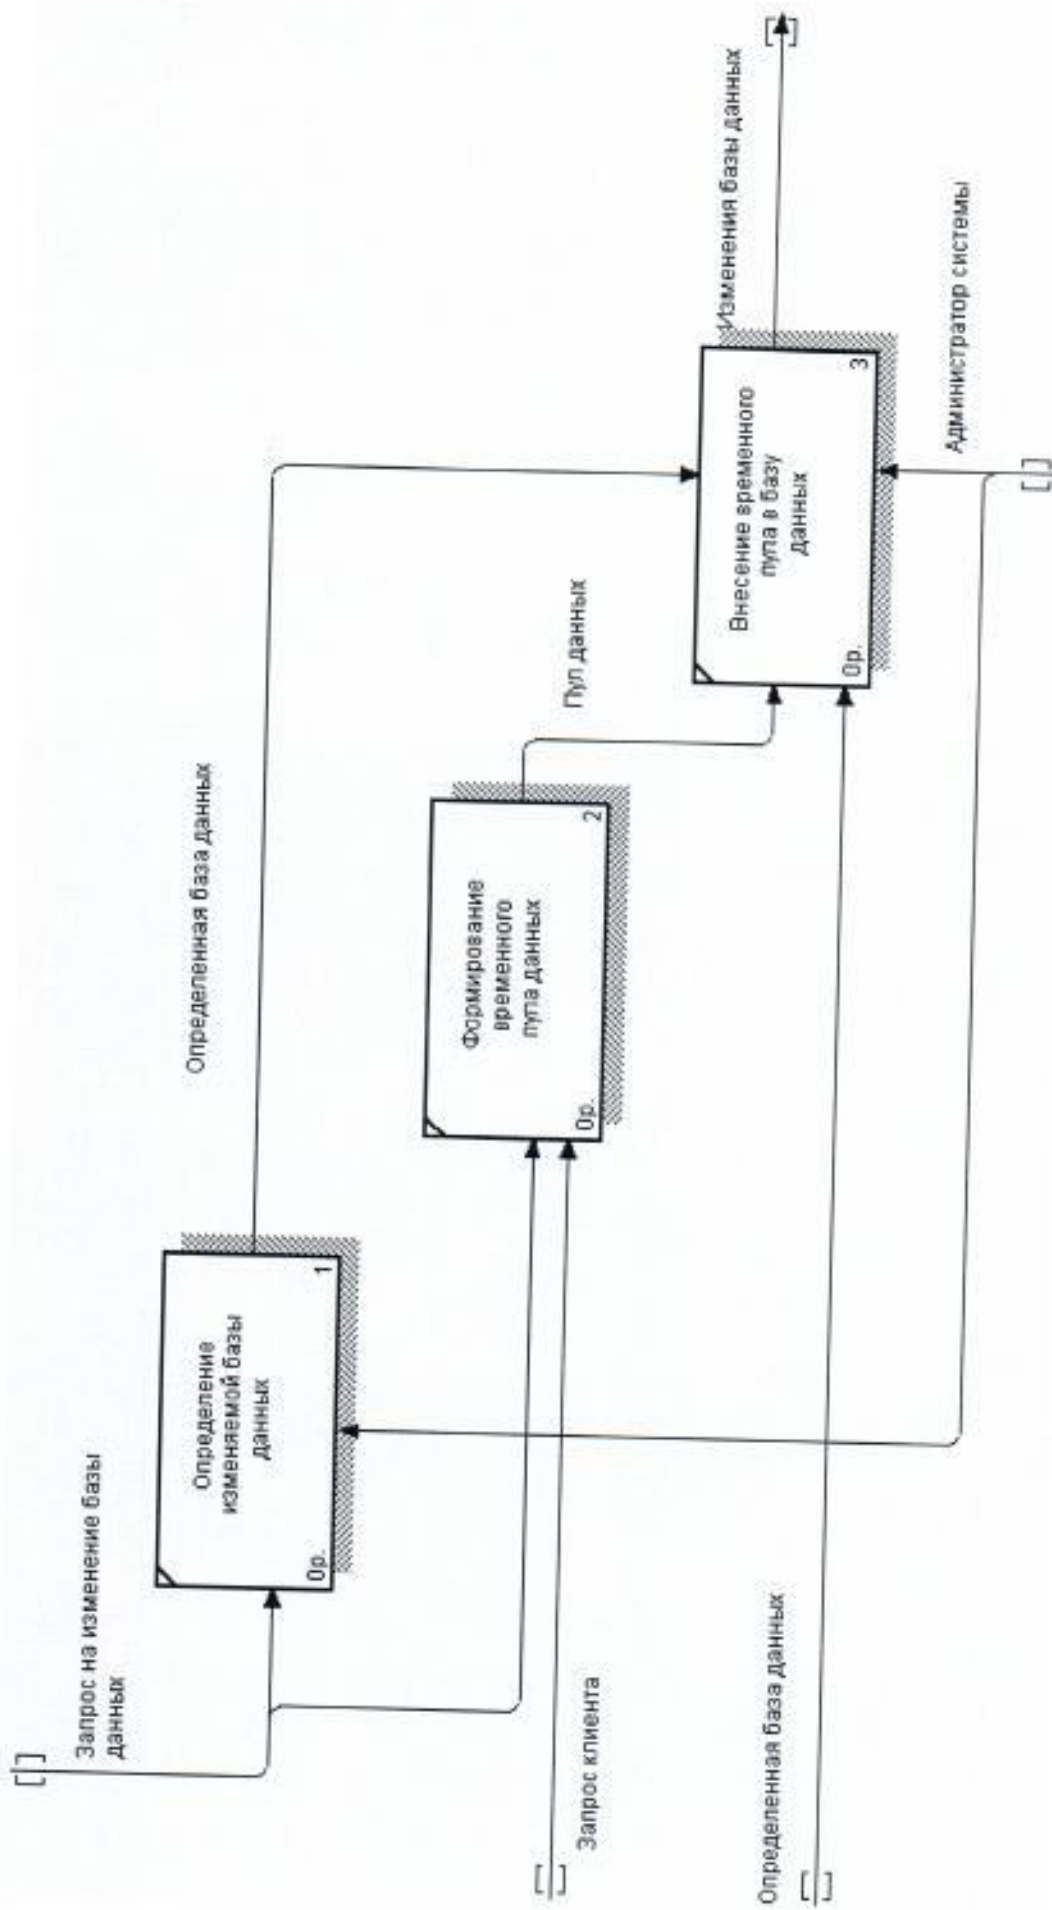 Запрос на изменение базы
данных
[ ]
Определение
изменяемой базы
данных
0р.
1
Определенная база данных
Формирование
временного
пула данных
0р.
2
Запрос клиента
[ ]
Пул данных
Внесение временного
пула в базу
данных
0р.
3
Изменения базы данных
[ ]
Определенная база данных
[ ]
Администратор системы
[ ]